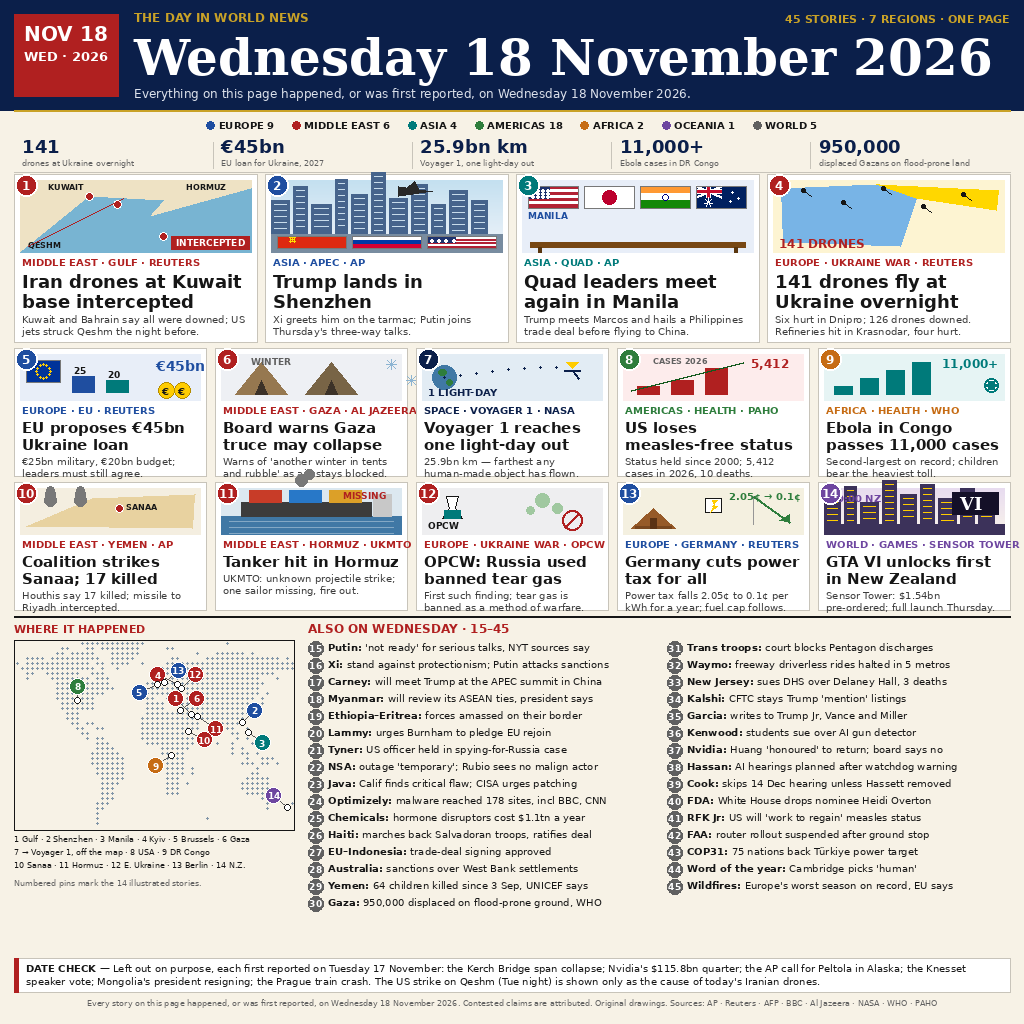 NOV 18
WED · 2026
THE DAY IN WORLD NEWS
45 STORIES · 7 REGIONS · ONE PAGE
Wednesday 18 November 2026
Everything on this page happened, or was first reported, on Wednesday 18 November 2026.
EUROPE 9 MIDDLE EAST 6 ASIA 4 AMERICAS 18 AFRICA 2 OCEANIA 1 WORLD 5
141
drones at Ukraine overnight
€45bn
EU loan for Ukraine, 2027
25.9bn km
Voyager 1, one light-day out
11,000+
Ebola cases in DR Congo
950,000
displaced Gazans on flood-prone land
1
KUWAIT
HORMUZ
QESHM
INTERCEPTED
MIDDLE EAST · GULF · REUTERS
Iran drones at Kuwait
base intercepted
Kuwait and Bahrain say all were downed; US
jets struck Qeshm the night before.
2
ASIA · APEC · AP
Trump lands in
Shenzhen
Xi greets him on the tarmac; Putin joins
Thursday's three-way talks.
3
MANILA
ASIA · QUAD · AP
Quad leaders meet
again in Manila
Trump meets Marcos and hails a Philippines
trade deal before flying to China.
4
141 DRONES
EUROPE · UKRAINE WAR · REUTERS
141 drones fly at
Ukraine overnight
Six hurt in Dnipro; 126 drones downed.
Refineries hit in Krasnodar, four hurt.
5
25
20
€45bn
€ €
EUROPE · EU · REUTERS
EU proposes €45bn
Ukraine loan
€25bn military, €20bn budget;
leaders must still agree.
6
WINTER
MIDDLE EAST · GAZA · AL JAZEERA
Board warns Gaza
truce may collapse
Warns of 'another winter in tents
and rubble' as a stays blocked.
7
1 LIGHT-DAY
SPACE · VOYAGER 1 · NASA
Voyager 1 reaches
one light-day out
25.9bn km — farthest any
human-made object has flown.
8
CASES 2026
5,412
AMERICAS · HEALTH · PAHO
US loses
measles-free status
Status held since 2000; 5,412
cases in 2026, 10 deaths.
9
11,000+
AFRICA · HEALTH · WHO
Ebola in Congo
passes 11,000 cases
Second-largest on record; children
bear the heaviest toll.
10
SANAA
MIDDLE EAST · YEMEN · AP
Coalition strikes
Sanaa; 17 killed
Houthis say 17 killed; missile to
Riyadh intercepted.
11
MISSING
MIDDLE EAST · HORMUZ · UKMTO
Tanker hit in Hormuz
UKMTO: unknown projectile strike;
one sailor missing, fire out.
12
OPCW
EUROPE · UKRAINE WAR · OPCW
OPCW: Russia used
banned tear gas
First such finding; tear gas is
banned as a method of warfare.
13
2.05¢ → 0.1¢
EUROPE · GERMANY · REUTERS
Germany cuts power
tax for all
Power tax falls 2.05¢ to 0.1¢ per
kWh for a year; fuel cap follows.
14
NZ
VI
WORLD · GAMES · SENSOR TOWER
GTA VI unlocks first
in New Zealand
Sensor Tower: $1.54bn
pre-ordered; full launch Thursday.
WHERE IT HAPPENED
4 13 12
8
5
1 6
2
11
10
3
9
14
1 Gulf · 2 Shenzhen · 3 Manila · 4 Kyiv · 5 Brussels · 6 Gaza
7 → Voyager 1, off the map · 8 USA · 9 DR Congo
10 Sanaa · 11 Hormuz · 12 E. Ukraine · 13 Berlin · 14 N.Z.
Numbered pins mark the 14 illustrated stories.
ALSO ON WEDNESDAY · 15–45
15 Putin: 'not ready' for serious talks, NYT sources say
16 Xi: stand against protectionism; Putin attacks sanctions
17 Carney: will meet Trump at the APEC summit in China
18 Myanmar: will review its ASEAN ties, president says
19 Ethiopia–Eritrea: forces amassed on their border
20 Lammy: urges Burnham to pledge EU rejoin
21 Tyner: US officer held in spying-for-Russia case
22 NSA: outage 'temporary'; Rubio sees no malign actor
23 Java: Calif finds critical flaw; CISA urges patching
24 Optimizely: malware reached 178 sites, incl BBC, CNN
25 Chemicals: hormone disruptors cost $1.1tn a year
26 Haiti: marches back Salvadoran troops, ratifies deal
27 EU–Indonesia: trade-deal signing approved
28 Australia: sanctions over West Bank settlements
29 Yemen: 64 children killed since 3 Sep, UNICEF says
30 Gaza: 950,000 displaced on flood-prone ground, WHO
31 Trans troops: court blocks Pentagon discharges
32 Waymo: freeway driverless rides halted in 5 metros
33 New Jersey: sues DHS over Delaney Hall, 3 deaths
34 Kalshi: CFTC stays Trump 'mention' listings
35 Garcia: writes to Trump Jr, Vance and Miller
36 Kenwood: students sue over AI gun detector
37 Nvidia: Huang 'honoured' to return; board says no
38 Hassan: AI hearings planned after watchdog warning
39 Cook: skips 14 Dec hearing unless Hassett removed
40 FDA: White House drops nominee Heidi Overton
41 RFK Jr: US will 'work to regain' measles status
42 FAA: router rollout suspended after ground stop
43 COP31: 75 nations back Türkiye power target
44 Word of the year: Cambridge picks 'human'
45 Wildfires: Europe's worst season on record, EU says
DATE CHECK — Left out on purpose, each first reported on Tuesday 17 November: the Kerch Bridge span collapse; Nvidia's $115.8bn quarter; the AP call for Peltola in Alaska; the Knesset
speaker vote; Mongolia's president resigning; the Prague train crash. The US strike on Qeshm (Tue night) is shown only as the cause of today's Iranian drones.
Every story on this page happened, or was first reported, on Wednesday 18 November 2026. Contested claims are attributed. Original drawings. Sources: AP · Reuters · AFP · BBC · Al Jazeera · NASA · WHO · PAHO